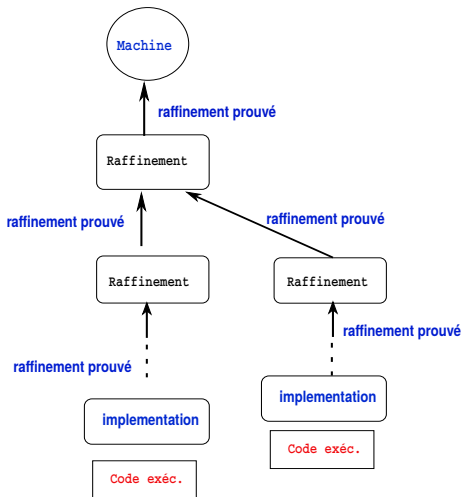 Machine
raffinement prouvé
Raffinement
raffinement prouvé
raffinement prouvé
Raffinement
Raffinement
raffinement prouvé
raffinement prouvé
implementation
implementation
Code exéc.
Code exéc.